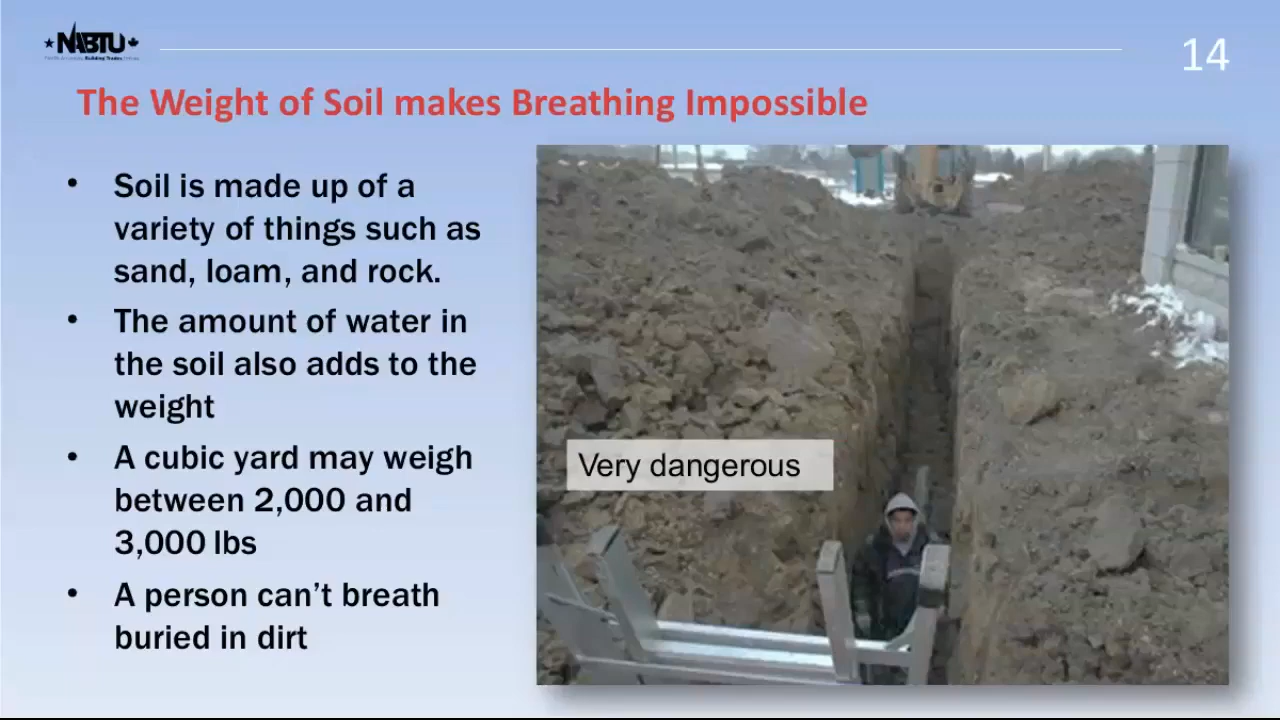 NABTU
14
The Weight of Soil makes Breathing Impossible
• Soil is made up of a
variety of things such as
sand, loam, and rock.
• The amount of water in
the soil also adds to the
weight
• A cubic yard may weigh
between 2,000 and
3,000 lbs
• A person can’t breath
buried in dirt
Very dangerous